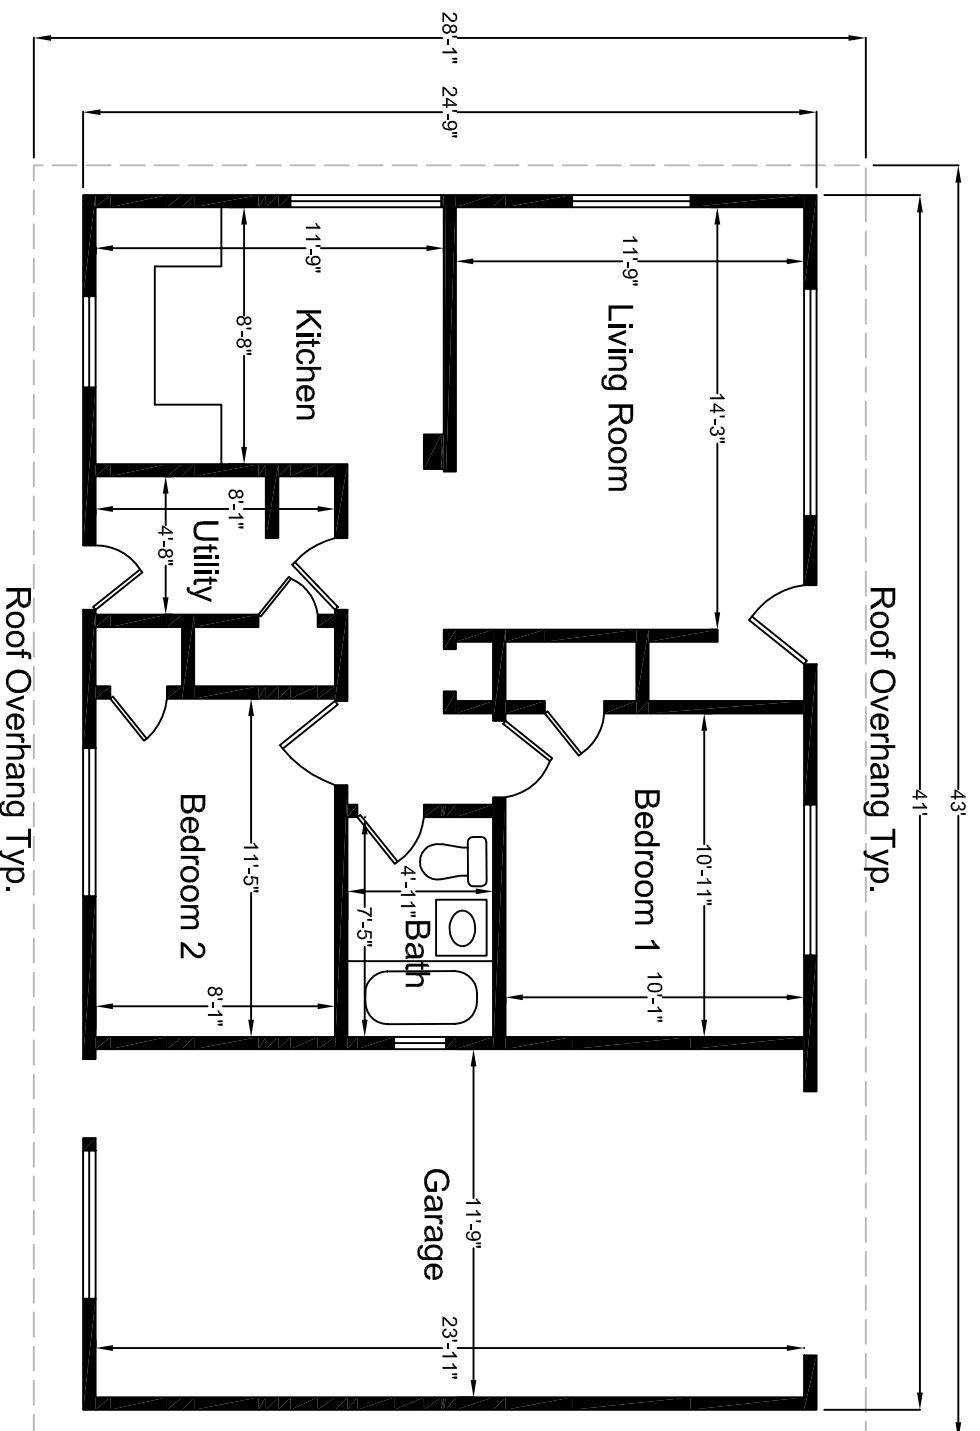 43'
41'
Roof Overhang Typ.
28'-1"
24'-9"
Living Room
11'-9"
14'-3"
Kitchen
11'-9"
8'-8"
Utility
8'-1"
4'-8"
Bedroom 1
10'-11"
10'-1"
Bath
4'-11"
7'-5"
Bedroom 2
11'-5"
8'-1"
Garage
11'-9"
23'-11"
Roof Overhang Typ.